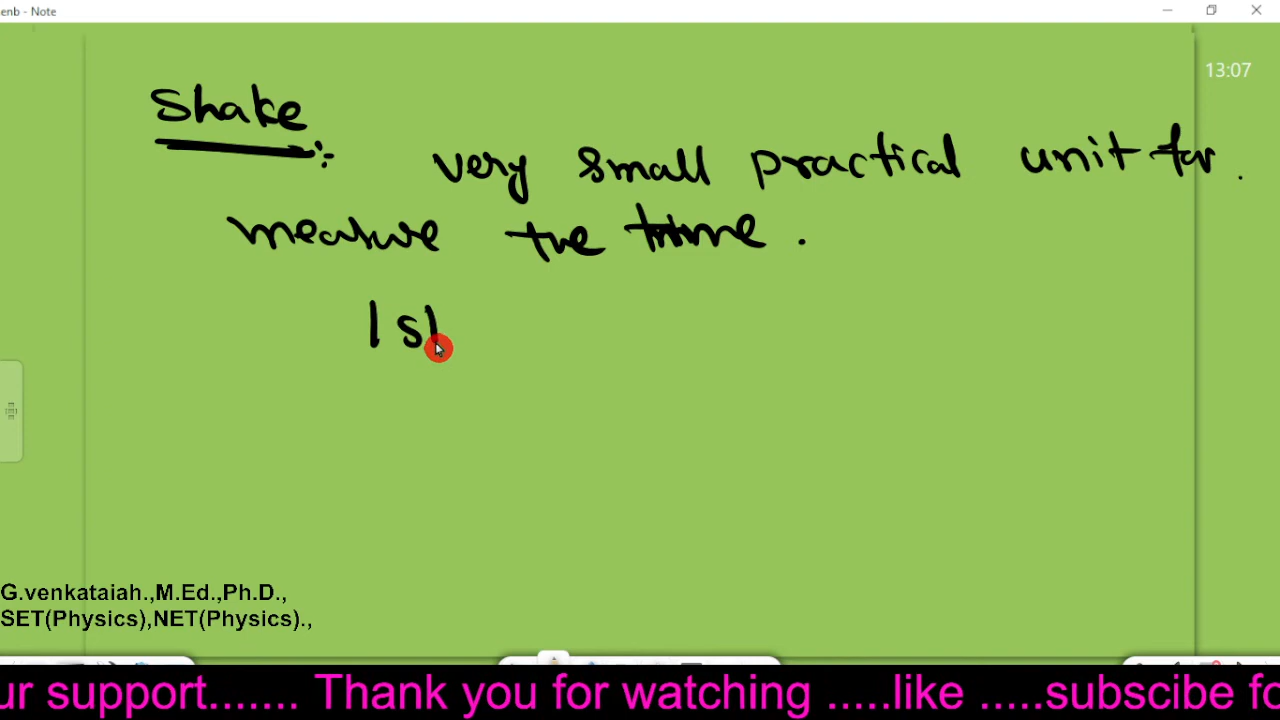 enb - Note
13:07
Shake :-
very small practical unit for.
measure the time.
1 sh
G.venkataiah.,M.Ed.,Ph.D.,
SET(Physics),NET(Physics).,
ur support....... Thank you for watching .....like .....subscibe fo